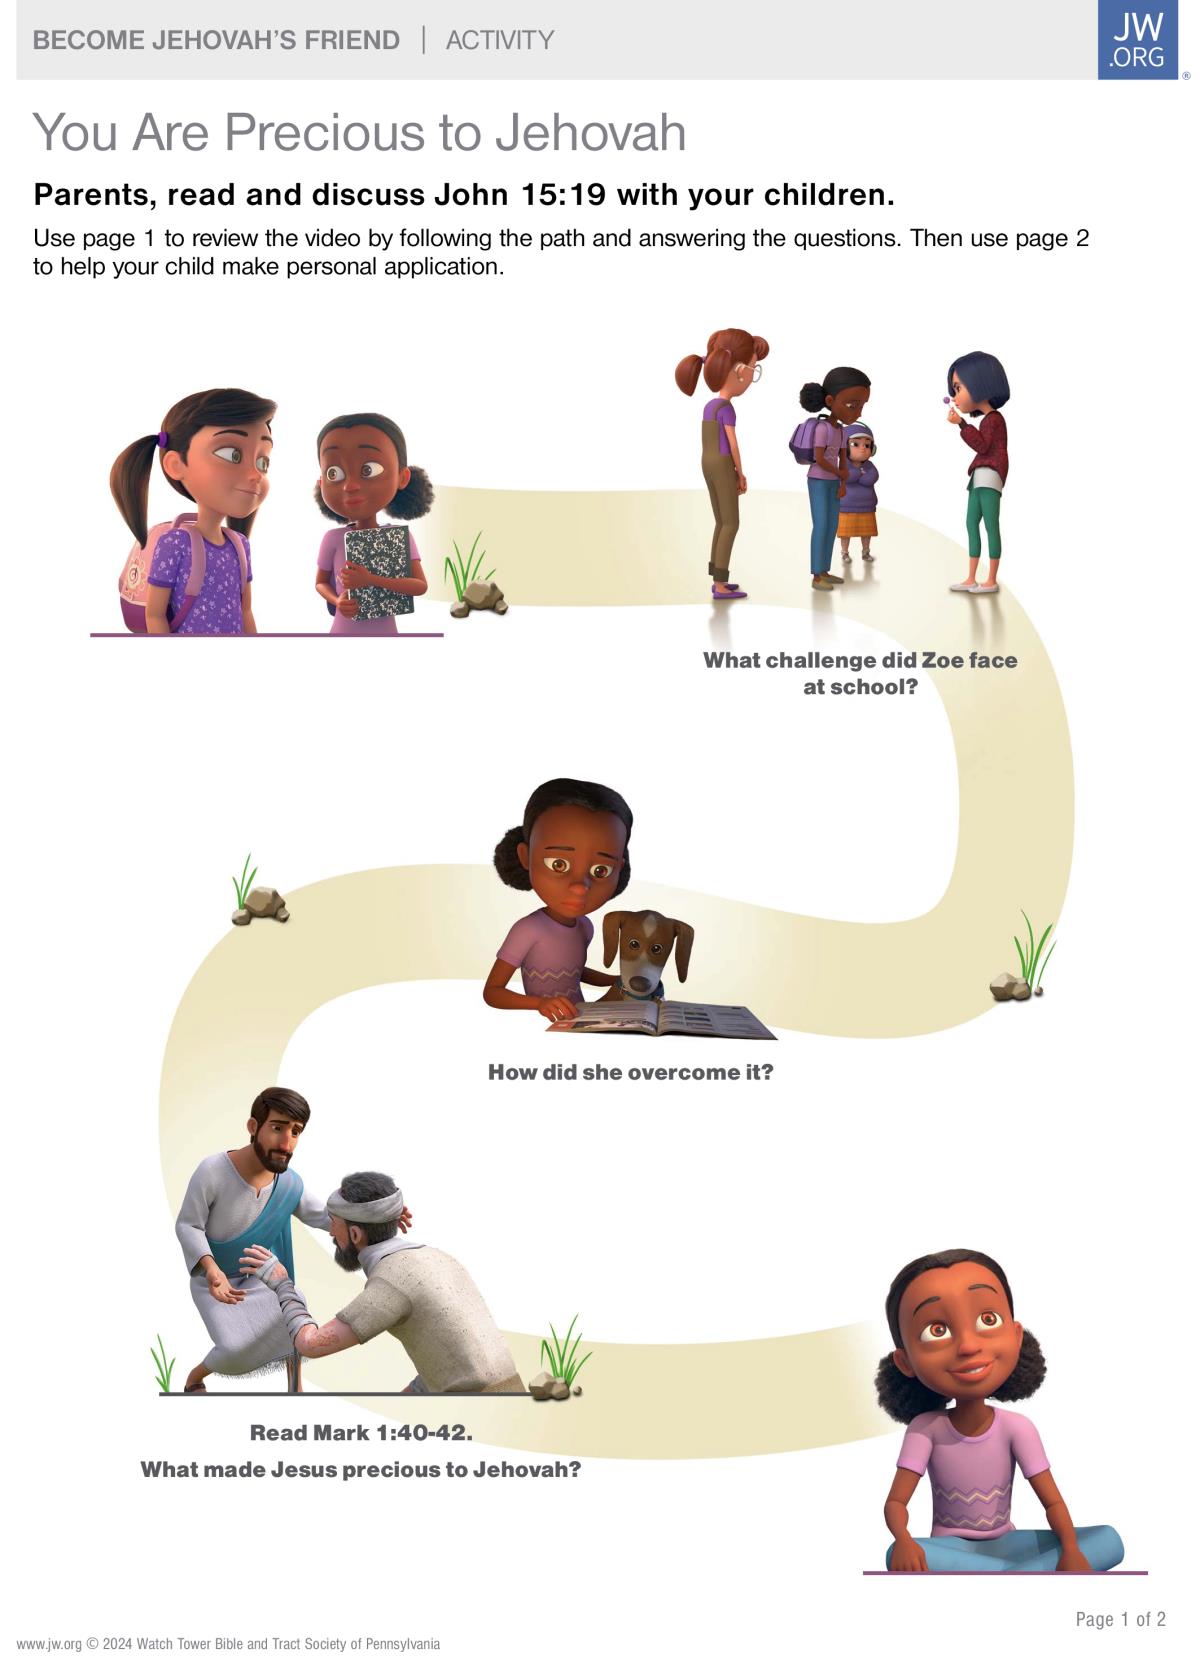 BECOME JEHOVAH'S FRIEND | ACTIVITY
JW
.ORG
®
You Are Precious to Jehovah
Parents, read and discuss John 15:19 with your children.
Use page 1 to review the video by following the path and answering the questions. Then use page 2
to help your child make personal application.
What challenge did Zoe face
at school?
How did she overcome it?
Read Mark 1:40-42.
What made Jesus precious to Jehovah?
Page 1 of 2
www.jw.org © 2024 Watch Tower Bible and Tract Society of Pennsylvania